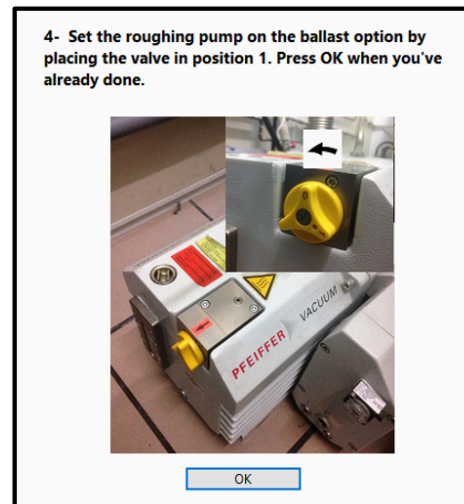 4- Set the roughing pump on the ballast option by
placing the valve in position 1. Press OK when you've
already done.
0
PFEIFFER VACUUM
OK